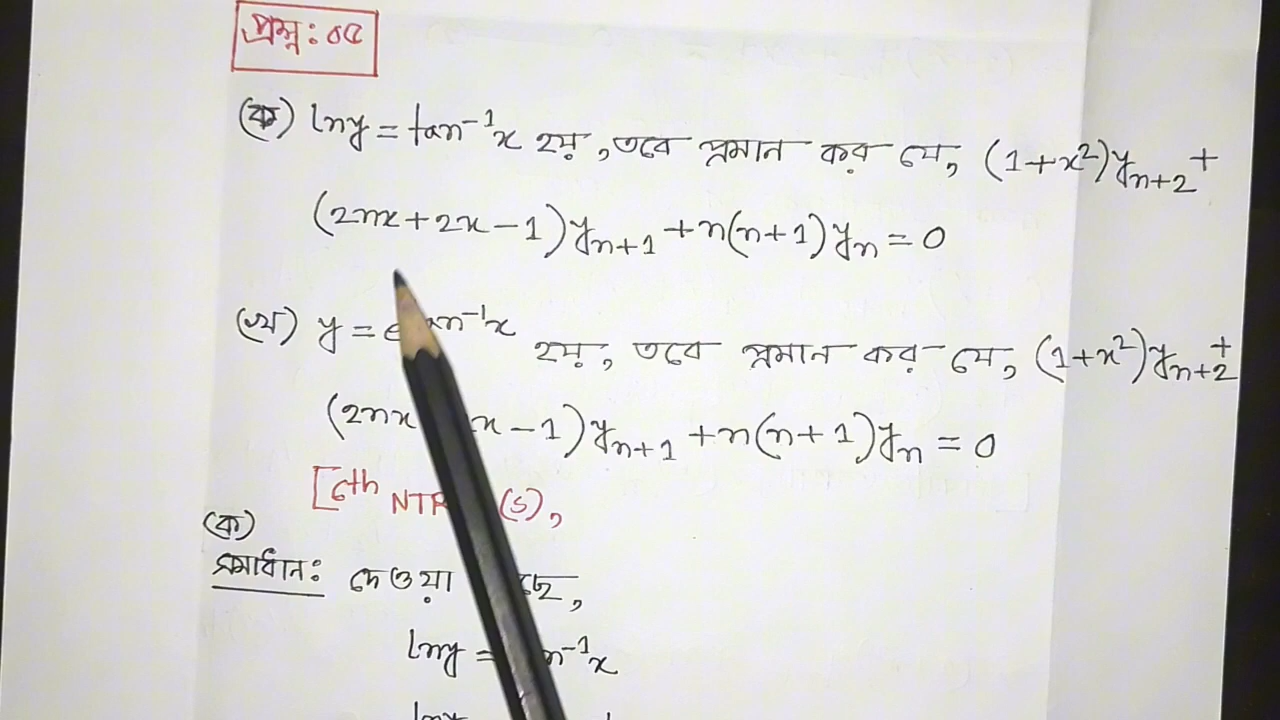 প্রশ্ন: ০৫
(ক) lny = tan⁻¹x হয়, তবে প্রমান কর যে, (1+x²)yₙ₊₂ +
(2nx + 2x - 1)yₙ₊₁ + n(n+1)yₙ = 0
(খ) y = e^tan⁻¹x হয়, তবে প্রমান কর যে, (1+x²)yₙ₊₂ +
(2nx x - 1)yₙ₊₁ + n(n+1)yₙ = 0
[6th (S),
(ক)
সমাধান: দেওয়া
lny = x